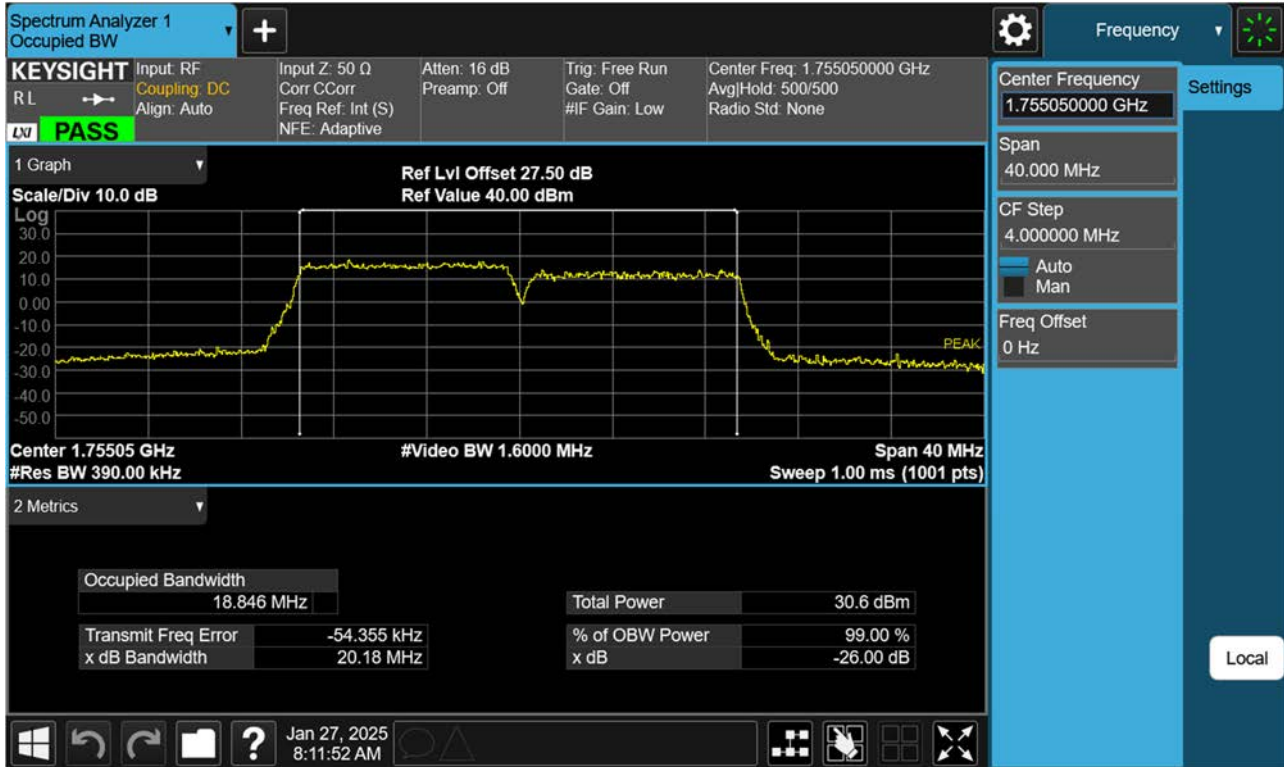 Spectrum Analyzer 1
Occupied BW
Frequency
KEYSIGHT
R L
LXI
PASS
Input: RF
Coupling: DC
Align: Auto
Input Z: 50 Ω
Corr CCorr
Freq Ref: Int (S)
NFE: Adaptive
Atten: 16 dB
Preamp: Off
Trig: Free Run
Gate: Off
#IF Gain: Low
Center Freq: 1.755050000 GHz
Avg|Hold: 500/500
Radio Std: None
Center Frequency
1.755050000 GHz
Settings
Span
40.000 MHz
CF Step
4.000000 MHz
Auto
Man
Freq Offset
0 Hz
Local
1 Graph
Scale/Div 10.0 dB
Ref Lvl Offset 27.50 dB
Ref Value 40.00 dBm
Log
30.0
20.0
10.0
0.00
-10.0
-20.0
-30.0
-40.0
-50.0
PEAK
Center 1.75505 GHz
#Video BW 1.6000 MHz
Span 40 MHz
#Res BW 390.00 kHz
Sweep 1.00 ms (1001 pts)
2 Metrics
Occupied Bandwidth
18.846 MHz
Total Power 30.6 dBm
Transmit Freq Error -54.355 kHz
% of OBW Power 99.00 %
x dB Bandwidth 20.18 MHz
x dB -26.00 dB
?
Jan 27, 2025
8:11:52 AM